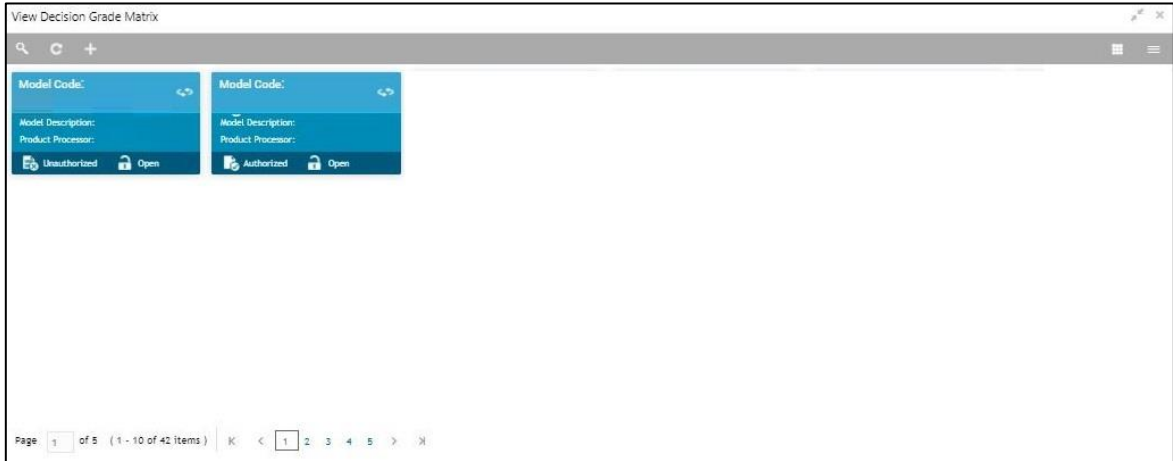 View Decision Grade Matrix
Model Code: Model Code:
Model Description: Model Description:
Product Processor: Product Processor:
Unauthorized Open Authorized Open
Page 1 of 5 (1 - 10 of 42 items) K < 1 2 3 4 5 > >|